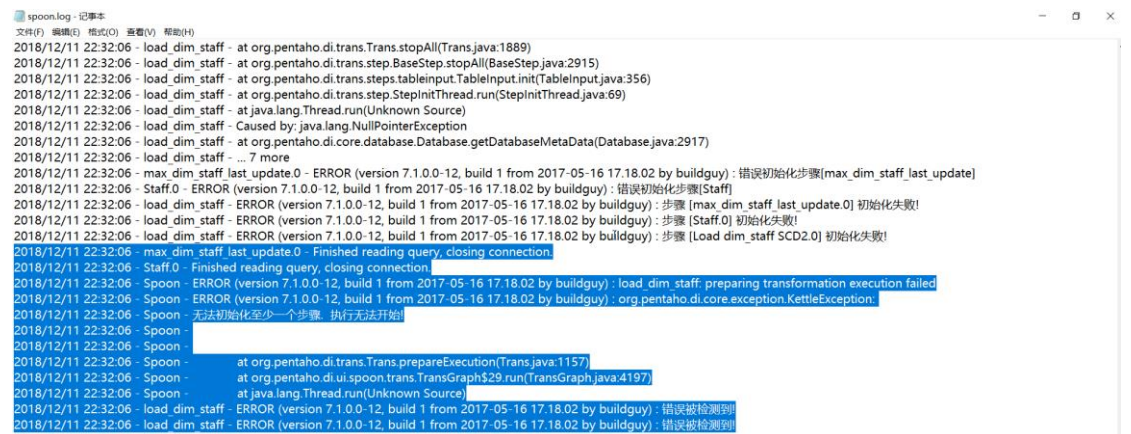 spoon.log - 记事本
文件(F) 编辑(E) 格式(O) 查看(V) 帮助(H)
2018/12/11 22:32:06 - load_dim_staff - at org.pentaho.di.trans.Trans.stopAll(Trans.java:1889)
2018/12/11 22:32:06 - load_dim_staff - at org.pentaho.di.trans.step.BaseStep.stopAll(BaseStep.java:2915)
2018/12/11 22:32:06 - load_dim_staff - at org.pentaho.di.trans.steps.tableinput.TableInput.init(TableInput.java:356)
2018/12/11 22:32:06 - load_dim_staff - at org.pentaho.di.trans.step.StepInitThread.run(StepInitThread.java:69)
2018/12/11 22:32:06 - load_dim_staff - at java.lang.Thread.run(Unknown Source)
2018/12/11 22:32:06 - load_dim_staff - Caused by: java.lang.NullPointerException
2018/12/11 22:32:06 - load_dim_staff - at org.pentaho.di.core.database.Database.getDatabaseMetaData(Database.java:2917)
2018/12/11 22:32:06 - load_dim_staff - ... 7 more
2018/12/11 22:32:06 - max_dim_staff_last_update.0 - ERROR (version 7.1.0.0-12, build 1 from 2017-05-16 17.18.02 by buildguy) : 错误初始化步骤[max_dim_staff_last_update]
2018/12/11 22:32:06 - Staff.0 - ERROR (version 7.1.0.0-12, build 1 from 2017-05-16 17.18.02 by buildguy) : 错误初始化步骤[Staff]
2018/12/11 22:32:06 - load_dim_staff - ERROR (version 7.1.0.0-12, build 1 from 2017-05-16 17.18.02 by buildguy) : 步骤 [max_dim_staff_last_update.0] 初始化失败!
2018/12/11 22:32:06 - load_dim_staff - ERROR (version 7.1.0.0-12, build 1 from 2017-05-16 17.18.02 by buildguy) : 步骤 [Staff.0] 初始化失败!
2018/12/11 22:32:06 - load_dim_staff - ERROR (version 7.1.0.0-12, build 1 from 2017-05-16 17.18.02 by buildguy) : 步骤 [Load dim_staff SCD2.0] 初始化失败!
2018/12/11 22:32:06 - max_dim_staff_last_update.0 - Finished reading query, closing connection.
2018/12/11 22:32:06 - Staff.0 - Finished reading query, closing connection.
2018/12/11 22:32:06 - Spoon - ERROR (version 7.1.0.0-12, build 1 from 2017-05-16 17.18.02 by buildguy) : load_dim_staff: preparing transformation execution failed
2018/12/11 22:32:06 - Spoon - ERROR (version 7.1.0.0-12, build 1 from 2017-05-16 17.18.02 by buildguy) : org.pentaho.di.core.exception.KettleException:
2018/12/11 22:32:06 - Spoon - 无法初始化至少一个步骤. 执行无法开始!
2018/12/11 22:32:06 - Spoon -
2018/12/11 22:32:06 - Spoon -
2018/12/11 22:32:06 - Spoon - at org.pentaho.di.trans.Trans.prepareExecution(Trans.java:1157)
2018/12/11 22:32:06 - Spoon - at org.pentaho.di.ui.spoon.trans.TransGraph$29.run(TransGraph.java:4197)
2018/12/11 22:32:06 - Spoon - at java.lang.Thread.run(Unknown Source)
2018/12/11 22:32:06 - load_dim_staff - ERROR (version 7.1.0.0-12, build 1 from 2017-05-16 17.18.02 by buildguy) : 错误被检测到!
2018/12/11 22:32:06 - load_dim_staff - ERROR (version 7.1.0.0-12, build 1 from 2017-05-16 17.18.02 by buildguy) : 错误被检测到!